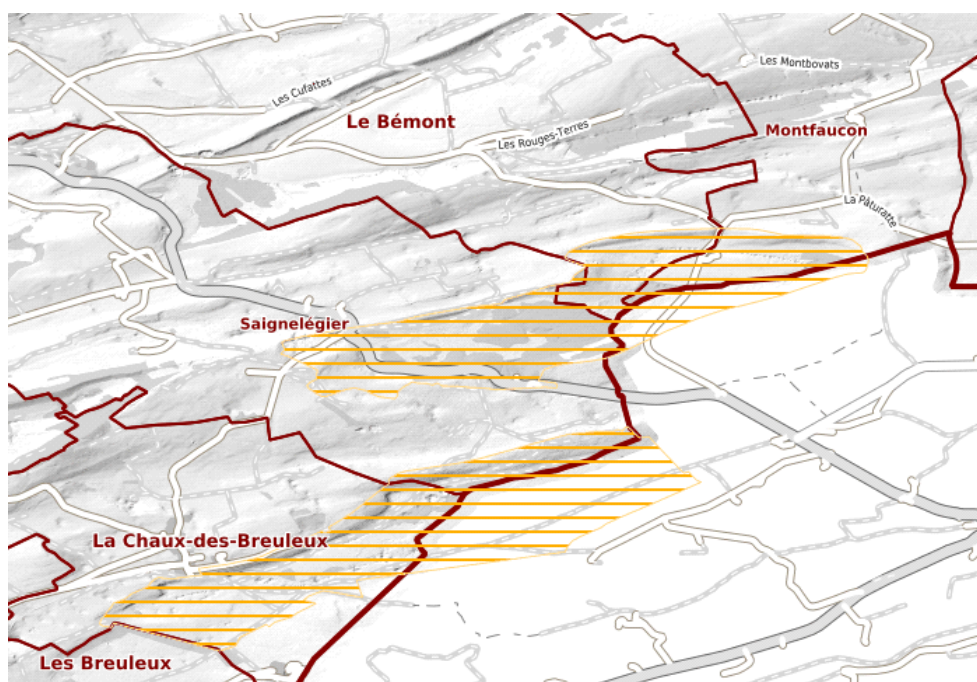 Les Montbovats
Les Cufattes
Le Bémont
Montfaucon
Les Rouges-Terres
La Pâturatte
Saignelégier
La Chaux-des-Breuleux
Les Breuleux